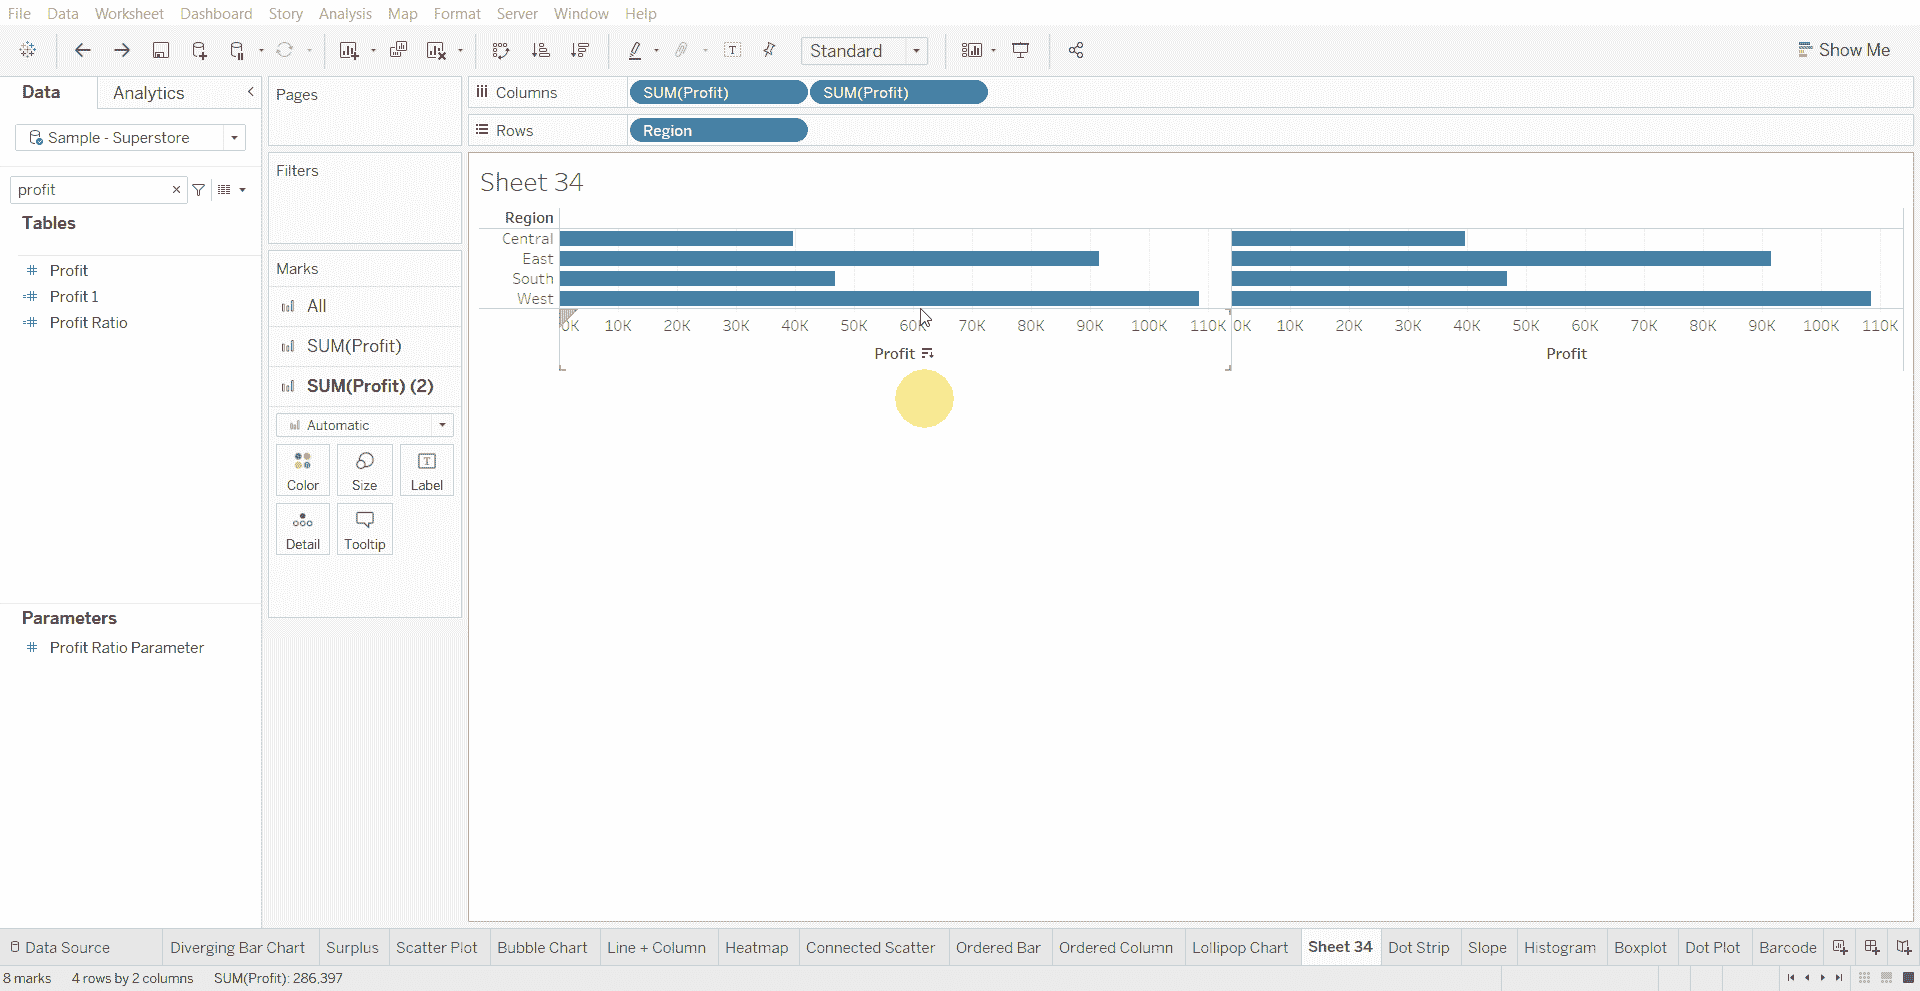 File Data Worksheet Dashboard Story Analysis Map Format Server Window Help
Standard
Show Me
Data Analytics
Sample - Superstore
profit
Tables
Profit
Profit 1
Profit Ratio
Parameters
Profit Ratio Parameter
Pages
Filters
Marks
All
SUM(Profit)
SUM(Profit) (2)
Automatic
Color Size Label
Detail Tooltip
Columns SUM(Profit) SUM(Profit)
Rows Region
Sheet 34
Region
Central
East
South
West
0K 10K 20K 30K 40K 50K 60K 70K 80K 90K 100K 110K 0K 10K 20K 30K 40K 50K 60K 70K 80K 90K 100K 110K
Profit Profit
Data Source Diverging Bar Chart Surplus Scatter Plot Bubble Chart Line + Column Heatmap Connected Scatter Ordered Bar Ordered Column Lollipop Chart Sheet 34 Dot Strip Slope Histogram Boxplot Dot Plot Barcode
8 marks 4 rows by 2 columns SUM(Profit): 286,397